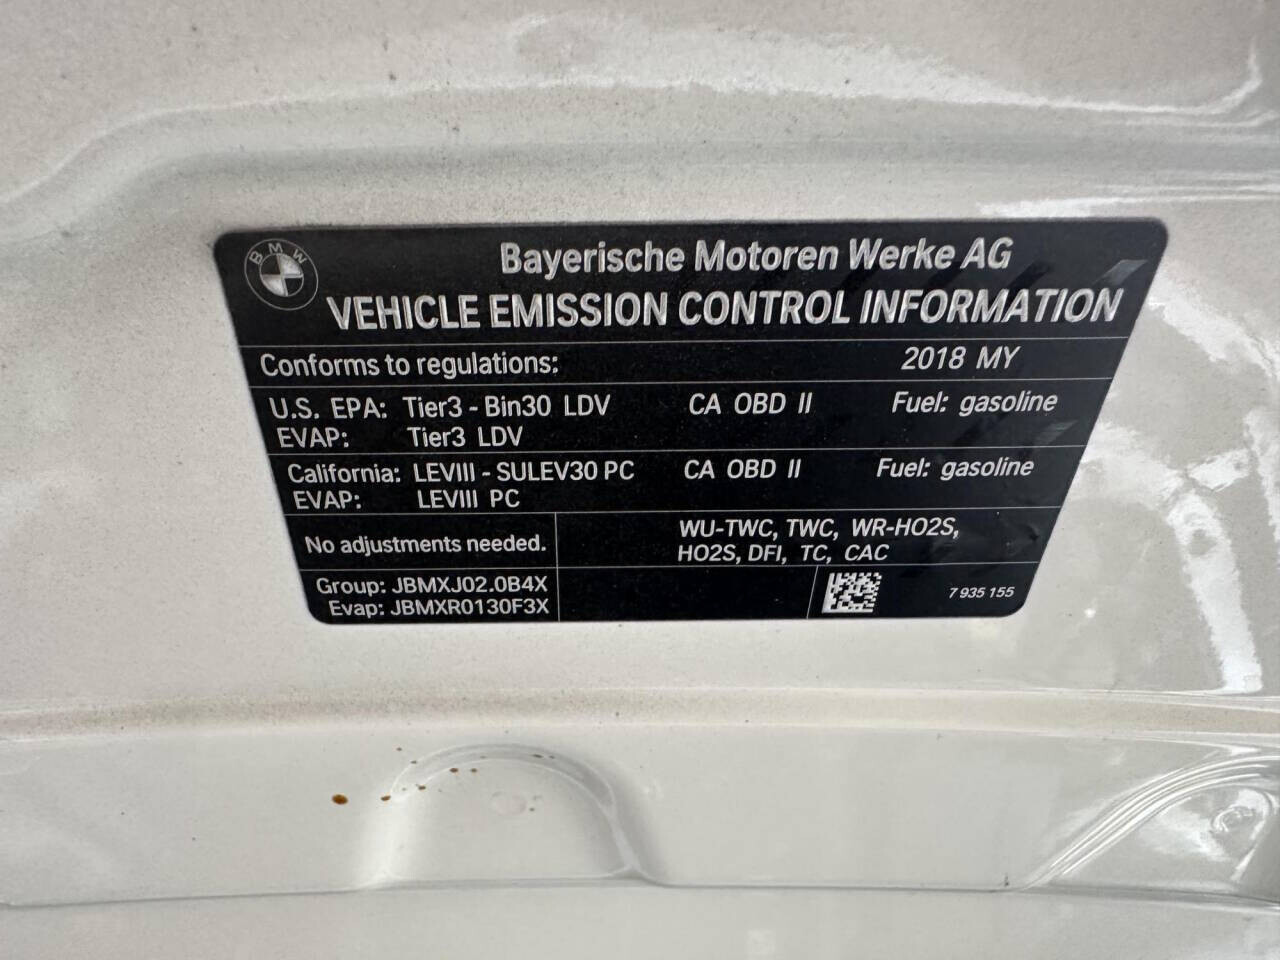 BMW
Bayerische Motoren Werke AG
VEHICLE EMISSION CONTROL INFORMATION
Conforms to regulations: 2018 MY
U.S. EPA: Tier3 - Bin30 LDV CA OBD II Fuel: gasoline
EVAP: Tier3 LDV
California: LEVIII - SULEV30 PC CA OBD II Fuel: gasoline
EVAP: LEVIII PC
No adjustments needed.
WU-TWC, TWC, WR-HO2S,
HO2S, DFI, TC, CAC
Group: JBMXJ02.0B4X
Evap: JBMXR0130F3X
7 935 155